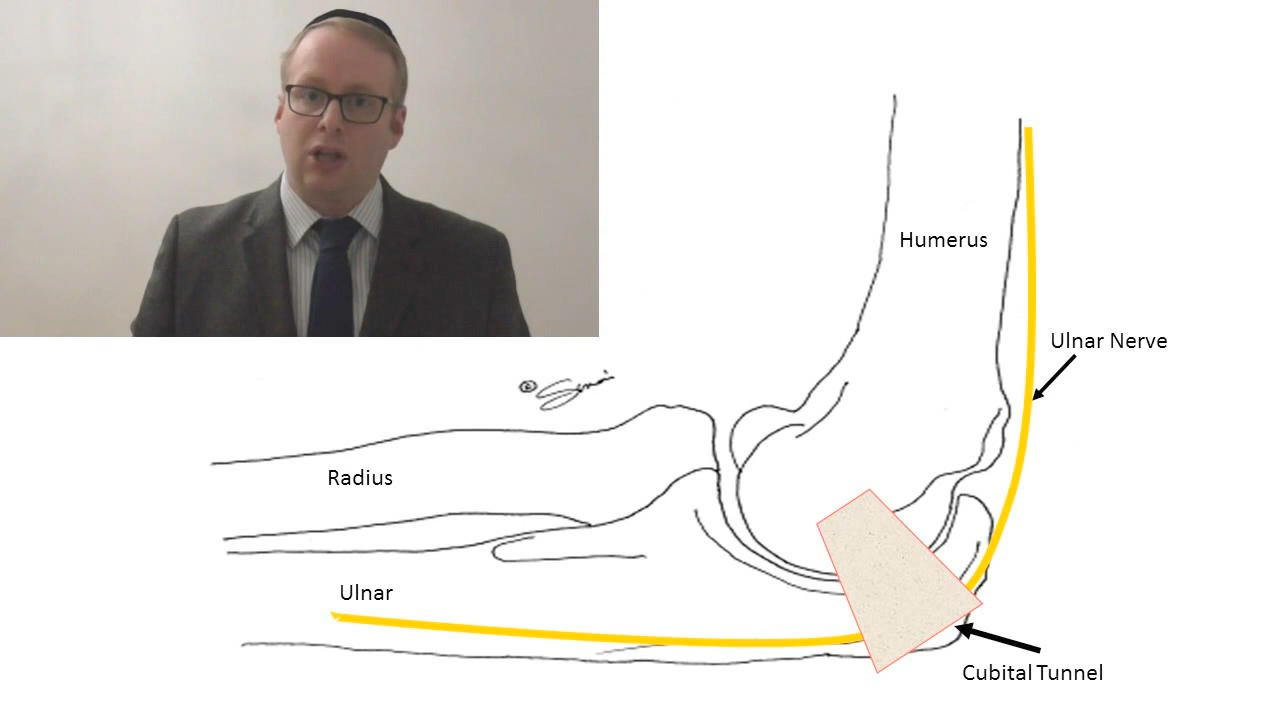 Humerus
Ulnar Nerve
Radius
Ulnar
Cubital Tunnel